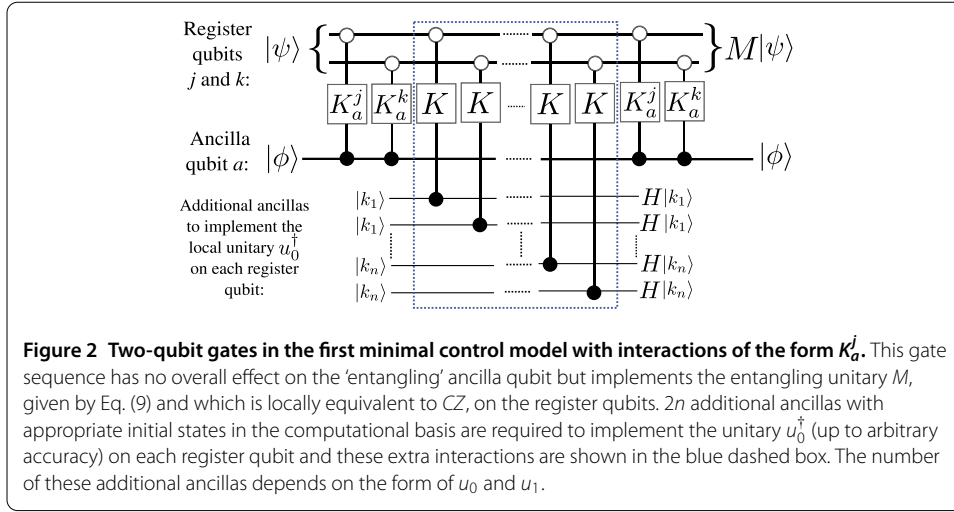 Register
qubits
j and k:
|ψ⟩ { } M|ψ⟩
K_a^j K_a^k K K ...... K K K_a^j K_a^k
Ancilla
qubit a:
|ϕ⟩ |ϕ⟩
Additional ancillas
to implement the
local unitary u_0^†
on each register
qubit:
|k_1⟩ H|k_1⟩
|k_1⟩ H|k_1⟩
|k_n⟩ H|k_n⟩
|k_n⟩ H|k_n⟩
Figure 2 Two-qubit gates in the first minimal control model with interactions of the form K_a^j. This gate
sequence has no overall effect on the ‘entangling’ ancilla qubit but implements the entangling unitary M,
given by Eq. (9) and which is locally equivalent to CZ, on the register qubits. 2n additional ancillas with
appropriate initial states in the computational basis are required to implement the unitary u_0^† (up to arbitrary
accuracy) on each register qubit and these extra interactions are shown in the blue dashed box. The number
of these additional ancillas depends on the form of u_0 and u_1.